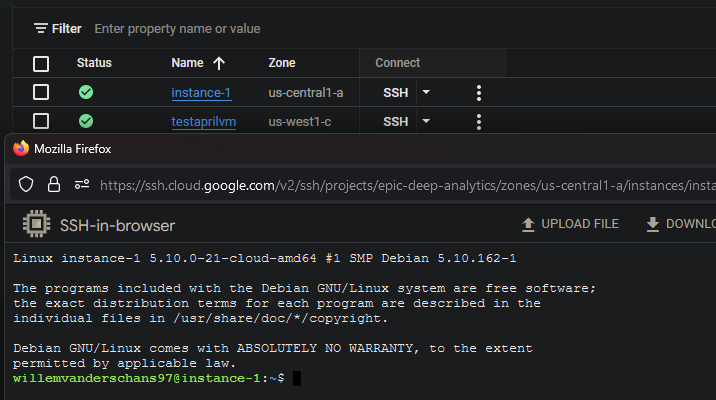 Filter Enter property name or value
Status Name ↑ Zone Connect
instance-1 us-central1-a SSH
testaprilvm us-west1-c SSH
Mozilla Firefox
https://ssh.cloud.google.com/v2/ssh/projects/epic-deep-analytics/zones/us-central1-a/instances/insta
SSH-in-browser UPLOAD FILE DOWNLO
Linux instance-1 5.10.0-21-cloud-amd64 #1 SMP Debian 5.10.162-1
The programs included with the Debian GNU/Linux system are free software;
the exact distribution terms for each program are described in the
individual files in /usr/share/doc/*/copyright.
Debian GNU/Linux comes with ABSOLUTELY NO WARRANTY, to the extent
permitted by applicable law.
willemvanderschans97@instance-1:~$